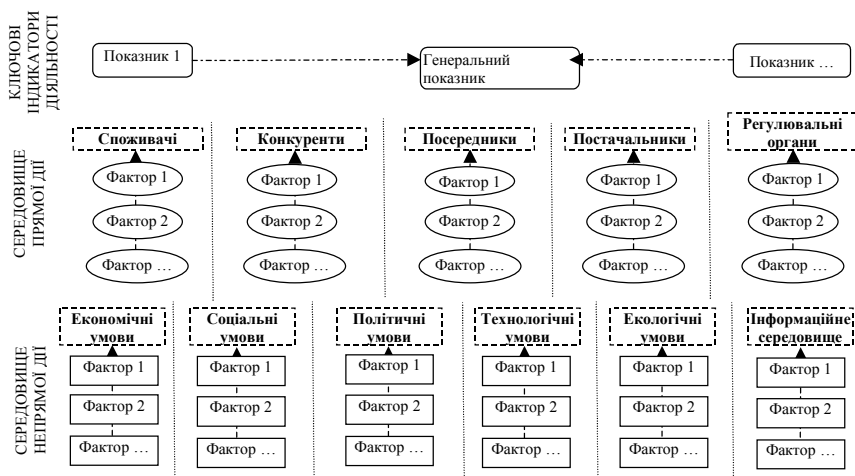 КЛЮЧОВІ
ІНДИКАТОРИ
ДІЯЛЬНОСТІ
Показник 1
Генеральний
показник
Показник …
СЕРЕДОВИЩЕ
ПРЯМОЇ ДІЇ
Споживачі
Конкуренти
Посередники
Постачальники
Регулювальні
органи
Фактор 1
Фактор 1
Фактор 1
Фактор 1
Фактор 1
Фактор 2
Фактор 2
Фактор 2
Фактор 2
Фактор 2
Фактор …
Фактор …
Фактор …
Фактор …
Фактор …
СЕРЕДОВИЩЕ
НЕПРЯМОЇ ДІЇ
Економічні
умови
Соціальні
умови
Політичні
умови
Технологічні
умови
Екологічні
умови
Інформаційне
середовище
Фактор 1
Фактор 1
Фактор 1
Фактор 1
Фактор 1
Фактор 1
Фактор 2
Фактор 2
Фактор 2
Фактор 2
Фактор 2
Фактор 2
Фактор …
Фактор …
Фактор …
Фактор …
Фактор …
Фактор …